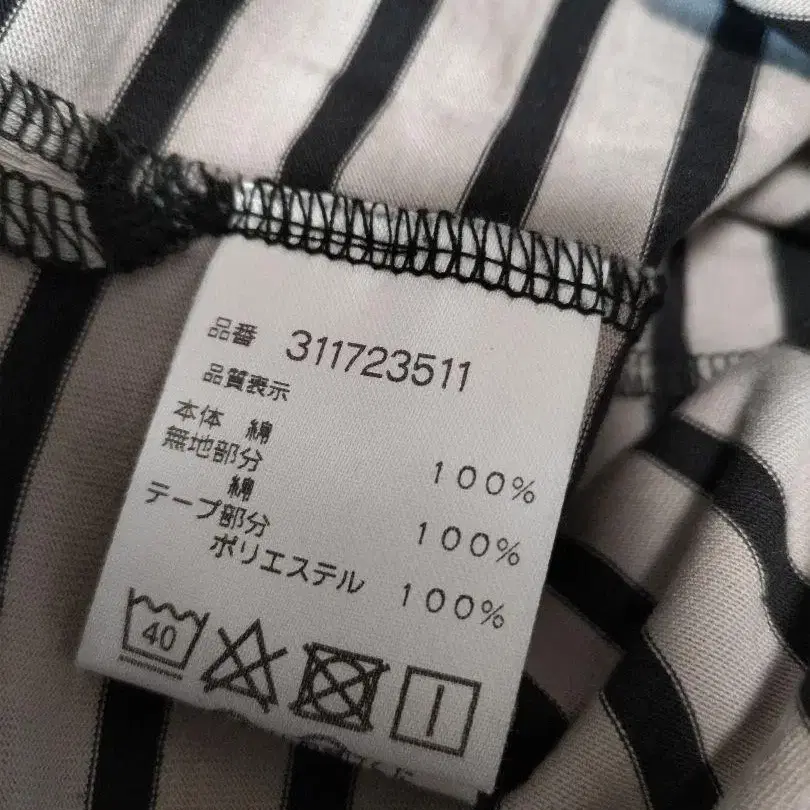 品番 311723511
品質表示
本体 綿 100%
無地部分
綿 100%
テープ部分
ポリエステル 100%
40